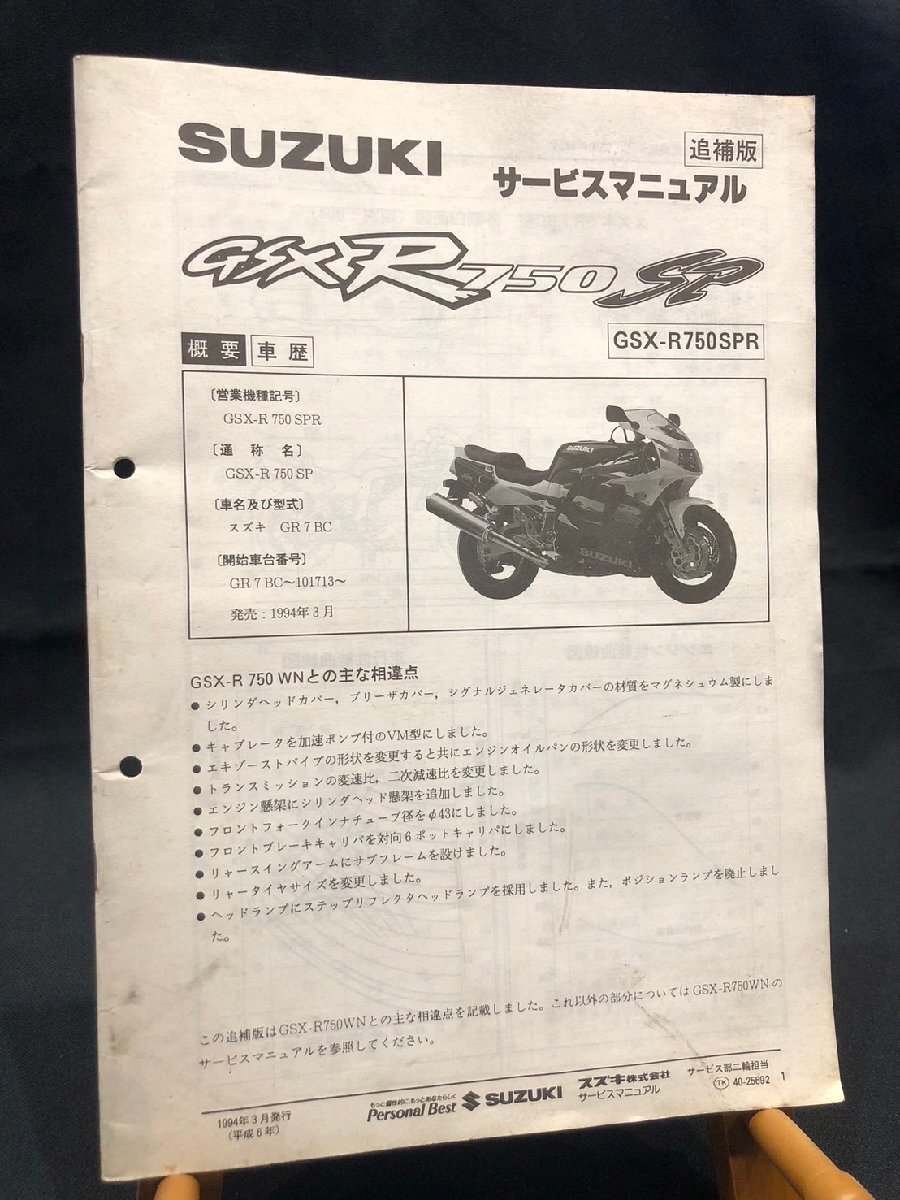 SUZUKI
追補版
サービスマニュアル
GSX-R750 SP
GSX-R750SPR
概要 車歴
〔営業機種記号〕
GSX-R 750 SPR
〔通称名〕
GSX-R 750 SP
〔車名及び型式〕
スズキ GR7BC
〔開始車台番号〕
GR7BC〜101713〜
発売：1994年3月
SUZUKI
SUZUKI
GSX-R 750 WNとの主な相違点
●シリンダヘッドカバー，ブリーザカバー，シグナルジェネレータカバーの材質をマグネシュウム製にしま
した。
●キャブレータを加速ポンプ付のVM型にしました。
●エキゾーストパイプの形状を変更すると共にエンジンオイルパンの形状を変更しました。
●トランスミッションの変速比，二次減速比を変更しました。
●エンジン懸架にシリンダヘッド懸架を追加しました。
●フロントフォークインナチューブ径をφ43にしました。
●フロントブレーキキャリパを対向6ポットキャリパにしました。
●リヤースイングアームにサブフレームを設けました。
●リヤータイヤサイズを変更しました。
●ヘッドランプにステップリフレクタヘッドランプを採用しました。また，ポジションランプを廃止しまし
た。
この追補版はGSX-R750WNとの主な相違点を記載しました。これ以外の部分についてはGSX-R750WNの
サービスマニュアルを参照してください。
1994年3月発行
（平成6年）
もっと個性的に。もっとあなたらしく
Personal Best
SUZUKI
スズキ株式会社
サービスマニュアル
サービス部二輪担当
TK 40-25692 1